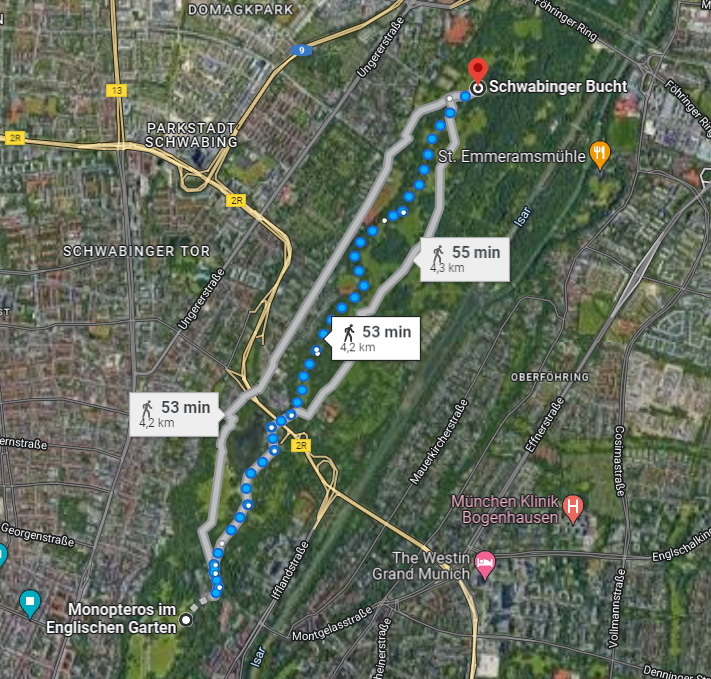 DOMAGKPARK
Föhringer Ring
Ungererstraße
9
13
Schwabinger Bucht
Föhringer Ring
2R
PARKSTADT
SCHWABING
St. Emmeramsmühle
2R
Isar
SCHWABINGER TOR
55 min
4,3 km
Ungererstraße
ST
53 min
4,2 km
OBERFÖHRING
53 min
4,2 km
ernstraße
2R
Mauerkircherstraße
Effnerstraße
Cosimastraße
München Klinik
Bogenhausen
H
Georgenstraße
Englschalking
The Westin
Grand Munich
Ifflandstraße
Monopteros im
Englischen Garten
Montgelasstraße
Vollmannstraße
heinerstraße
Isar
Denninger Str